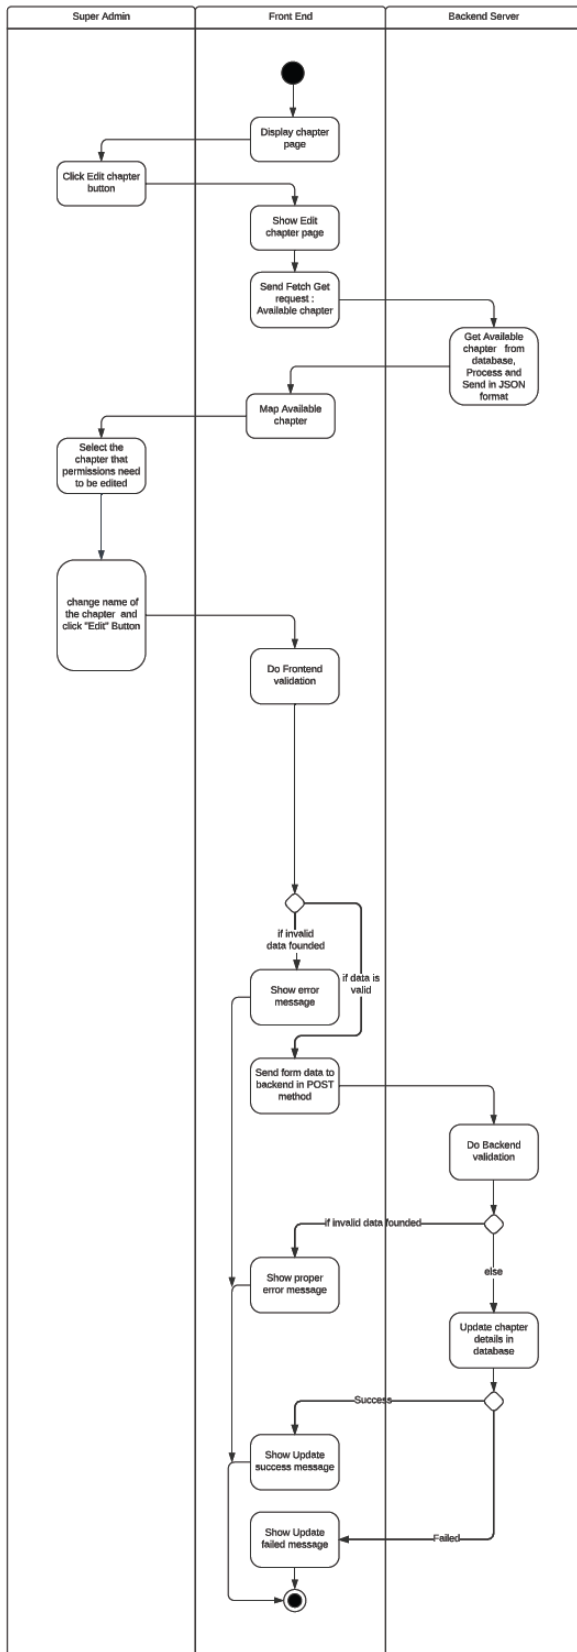 Super Admin
Front End
Backend Server
Display chapter
page
Click Edit chapter
button
Show Edit
chapter page
Send Fetch Get
request :
Available chapter
Get Available
chapter from
database,
Process and
Send in JSON
format
Map Available
chapter
Select the
chapter that
permissions need
to be edited
change name of
the chapter and
click "Edit" Button
Do Frontend
validation
if invalid
data founded
if data is
valid
Show error
message
Send form data to
backend in POST
method
Do Backend
validation
if invalid data founded
else
Show proper
error message
Update chapter
details in
database
Success
Show Update
success message
Show Update
failed message
Failed